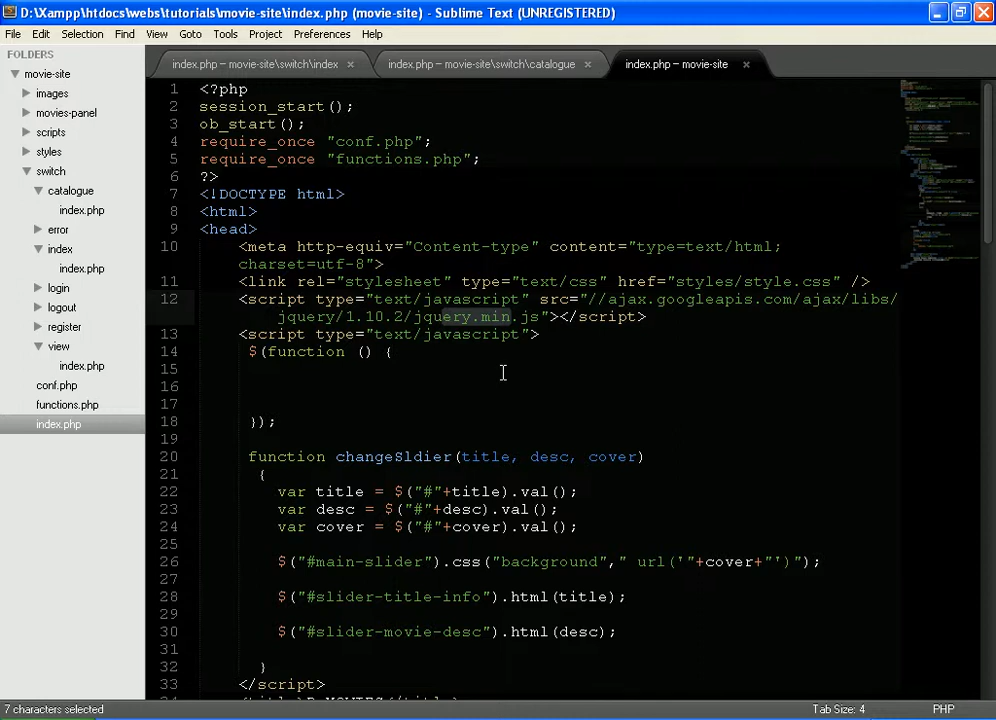 D:\Xampp\htdocs\webs\tutorials\movie-site\index.php (movie-site) - Sublime Text (UNREGISTERED)
File Edit Selection Find View Goto Tools Project Preferences Help
FOLDERS
movie-site
images
movies-panel
scripts
styles
switch
catalogue
index.php
error
index
index.php
login
logout
register
view
index.php
conf.php
functions.php
index.php
index.php — movie-site\switch\index × index.php — movie-site\switch\catalogue × index.php — movie-site ×
1 <?php
2 session_start();
3 ob_start();
4 require_once "conf.php";
5 require_once "functions.php";
6 ?>
7 <!DOCTYPE html>
8 <html>
9 <head>
10 <meta http-equiv="Content-type" content="type=text/html;
charset=utf-8">
11 <link rel="stylesheet" type="text/css" href="styles/style.css" />
12 <script type="text/javascript" src="//ajax.googleapis.com/ajax/libs/
jquery/1.10.2/jquery.min.js"></script>
13 <script type="text/javascript">
14 $(function () {
15
16
17
18 });
19
20 function changeSldier(title, desc, cover)
21 {
22 var title = $("#"+title).val();
23 var desc = $("#"+desc).val();
24 var cover = $("#"+cover).val();
25
26 $("#main-slider").css("background"," url('"+cover+"')");
27
28 $("#slider-title-info").html(title);
29
30 $("#slider-movie-desc").html(desc);
31
32 }
33 </script>
7 characters selected Tab Size: 4 PHP